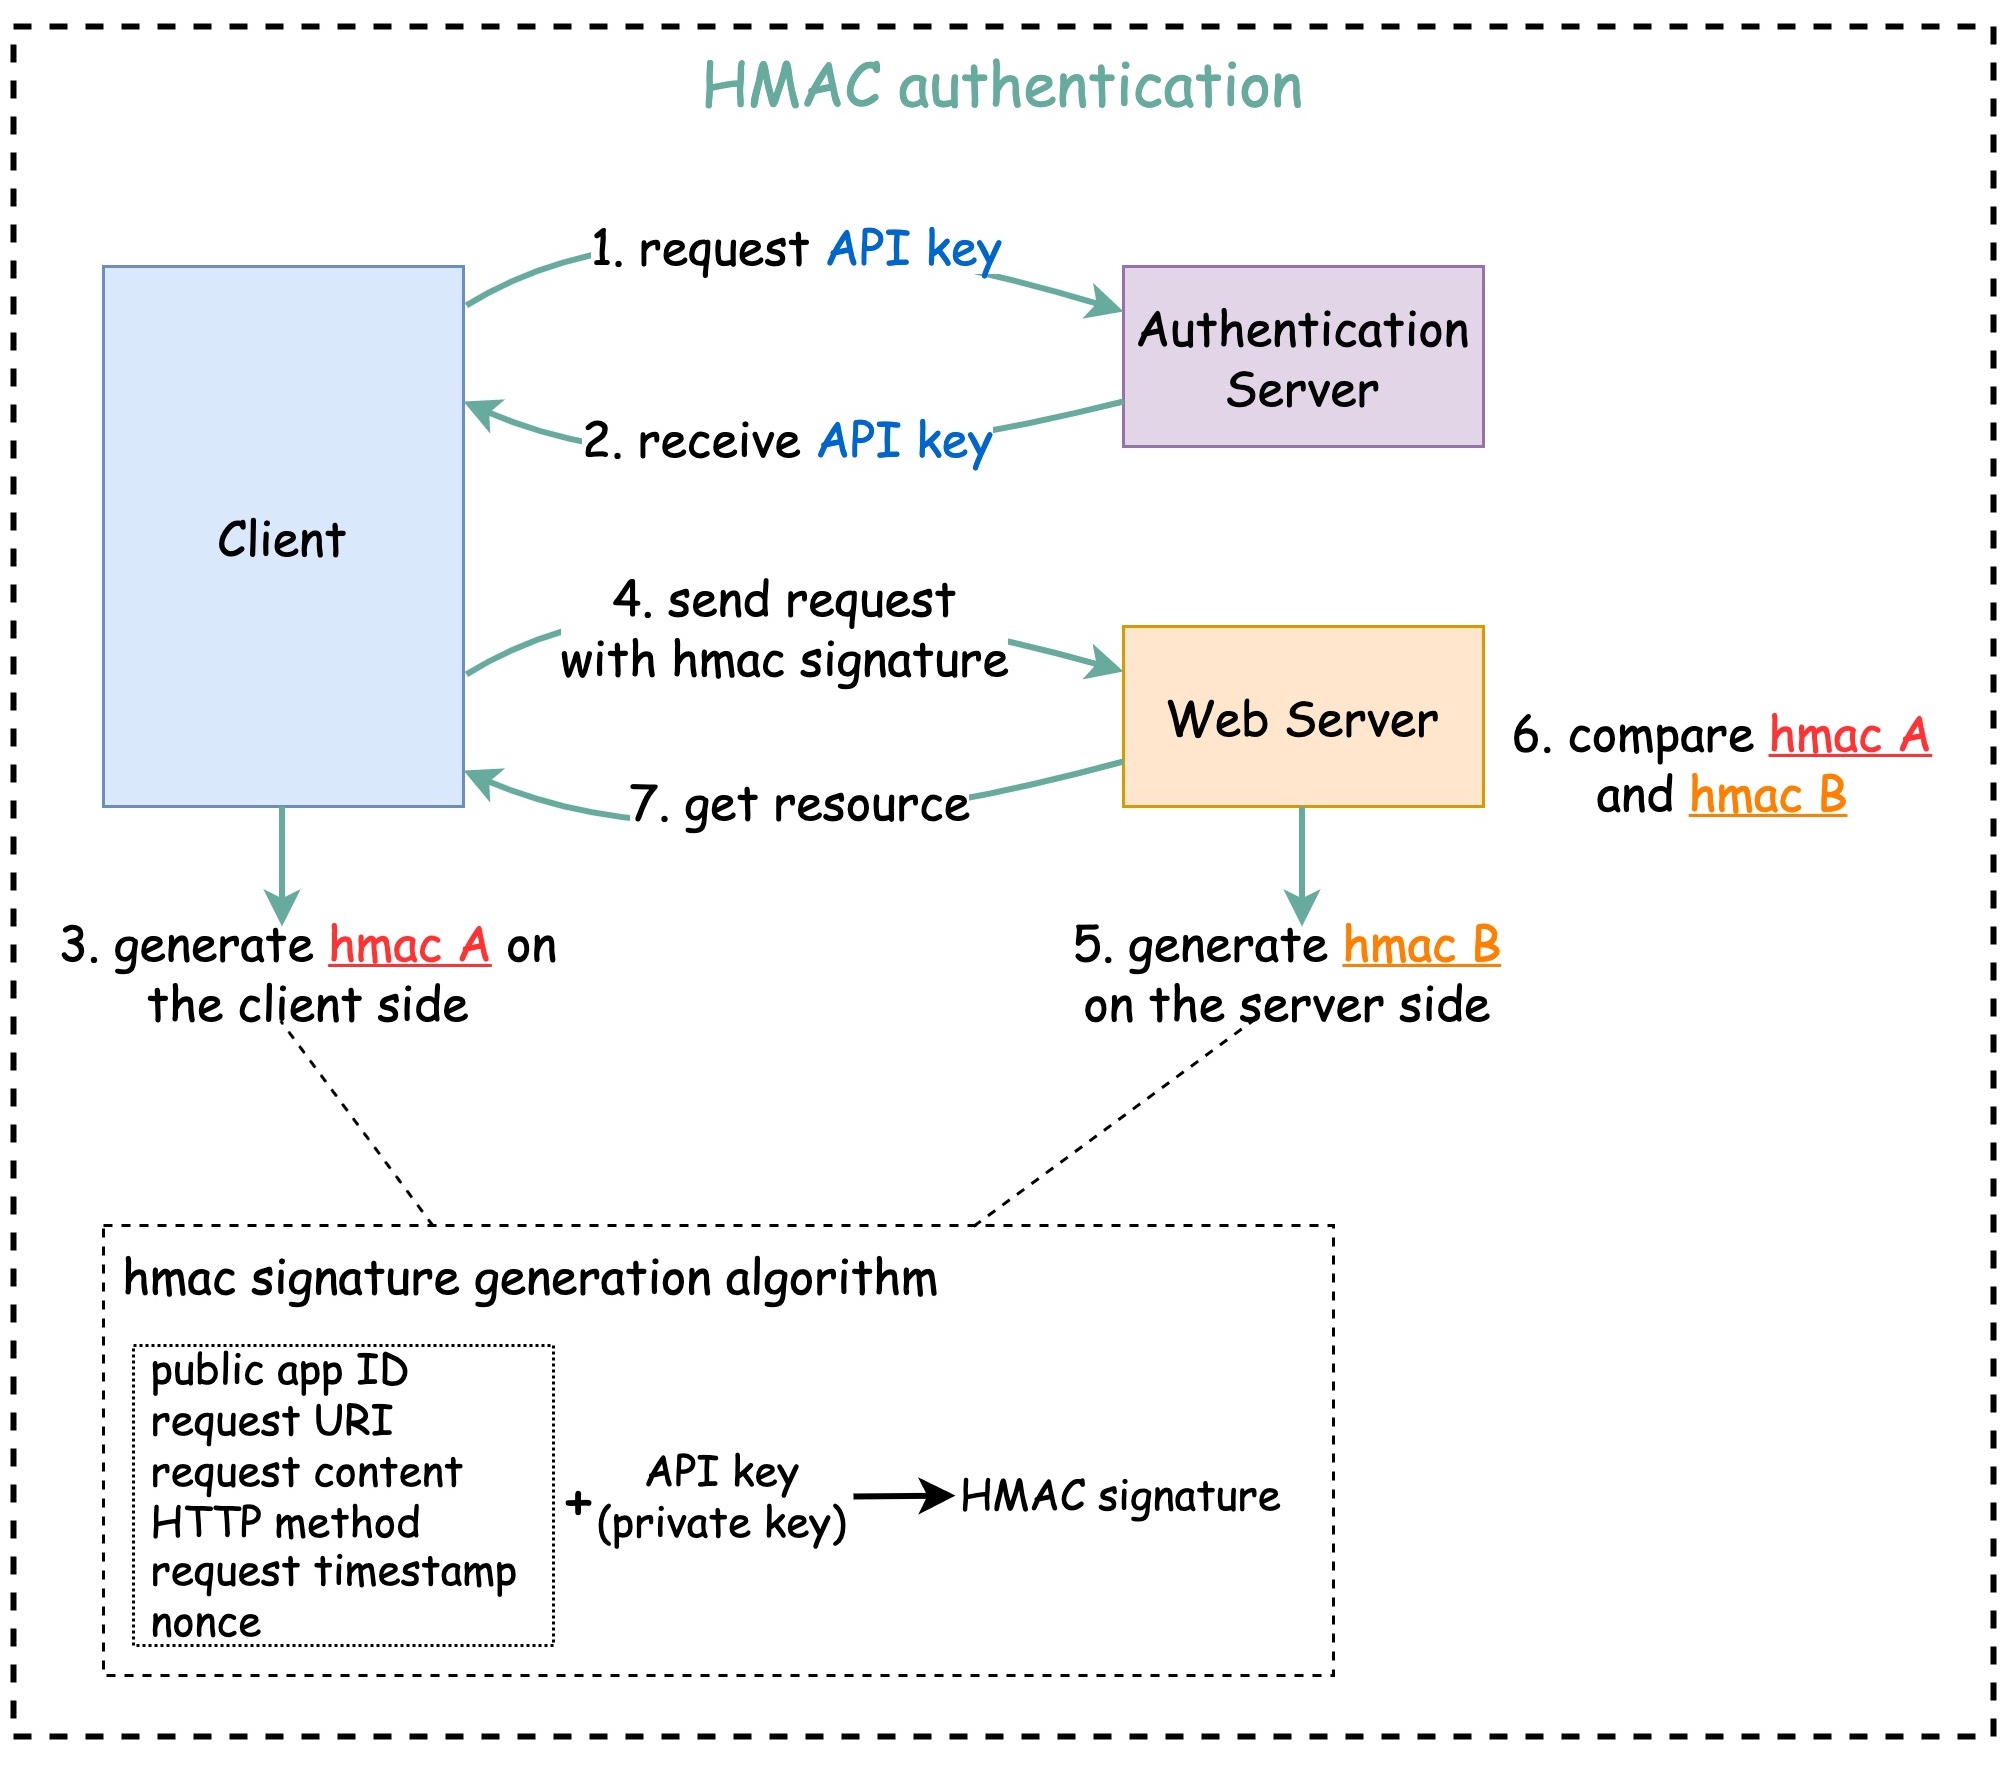 HMAC authentication
1. request API key
Authentication
Server
2. receive API key
Client
4. send request
with hmac signature
Web Server
6. compare hmac A
and hmac B
7. get resource
3. generate hmac A on
the client side
5. generate hmac B
on the server side
hmac signature generation algorithm
public app ID
request URI
request content
HTTP method
request timestamp
nonce
+
API key
(private key)
HMAC signature